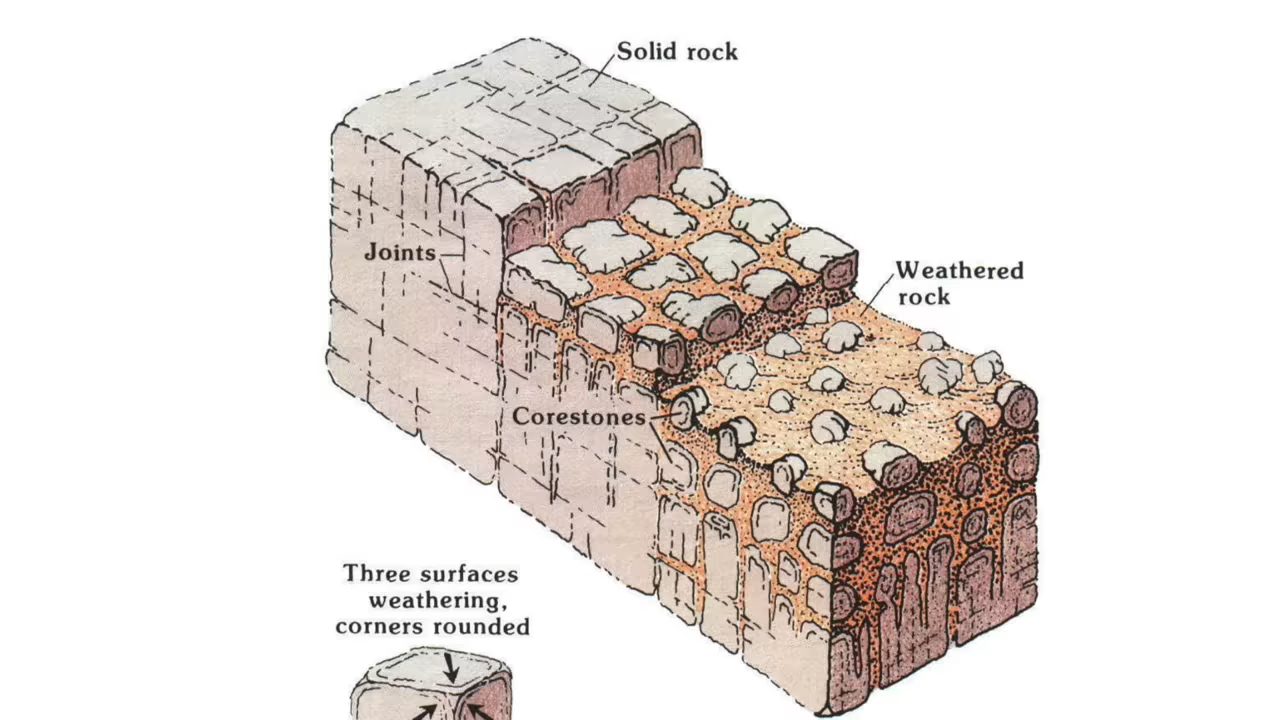 Solid rock
Joints
Weathered
rock
Corestones
Three surfaces
weathering,
corners rounded